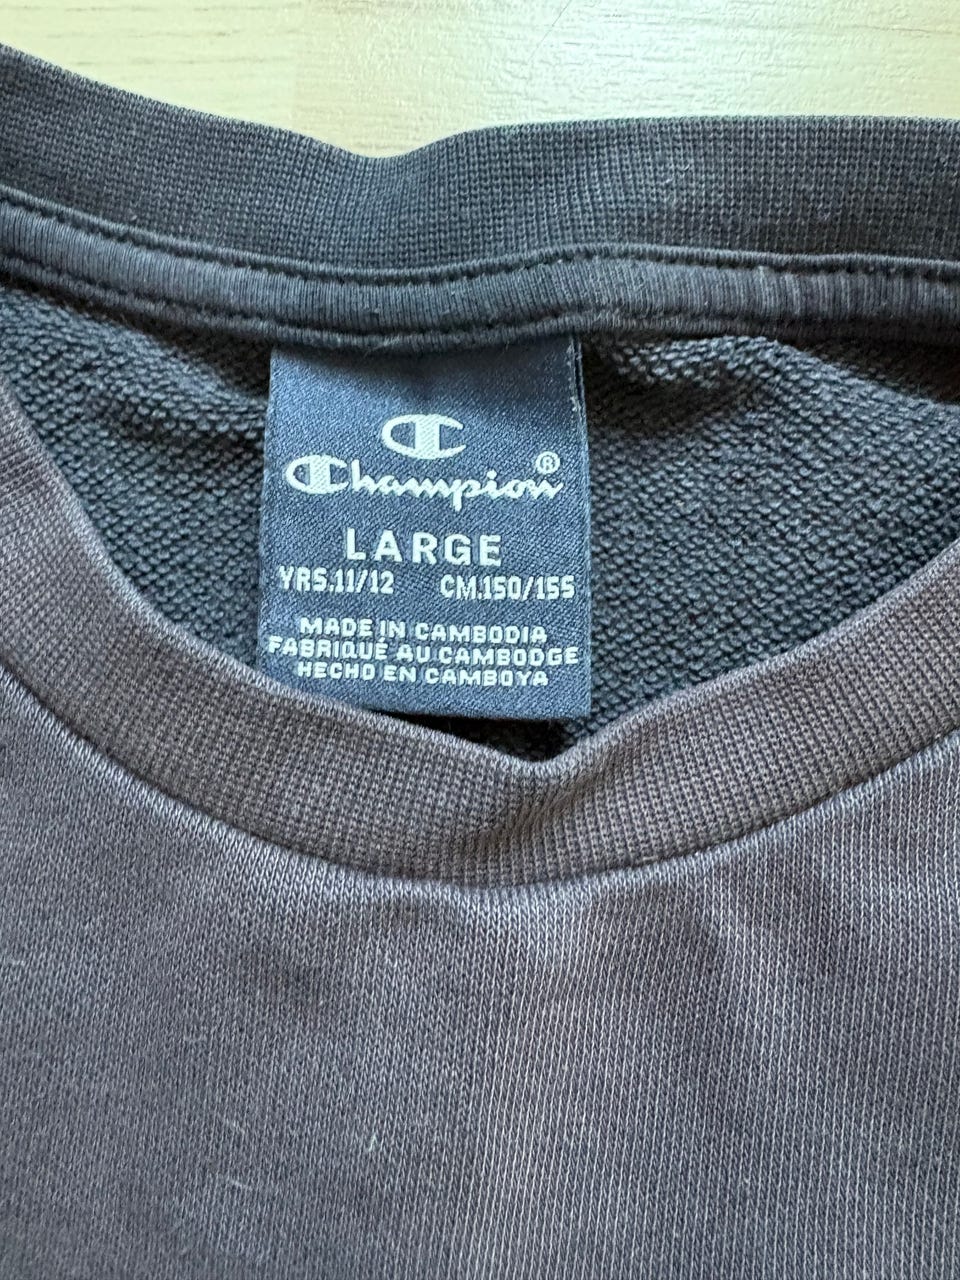 Champion®
LARGE
YRS.11/12 CM.150/155
MADE IN CAMBODIA
FABRIQUÉ AU CAMBODGE
HECHO EN CAMBOYA